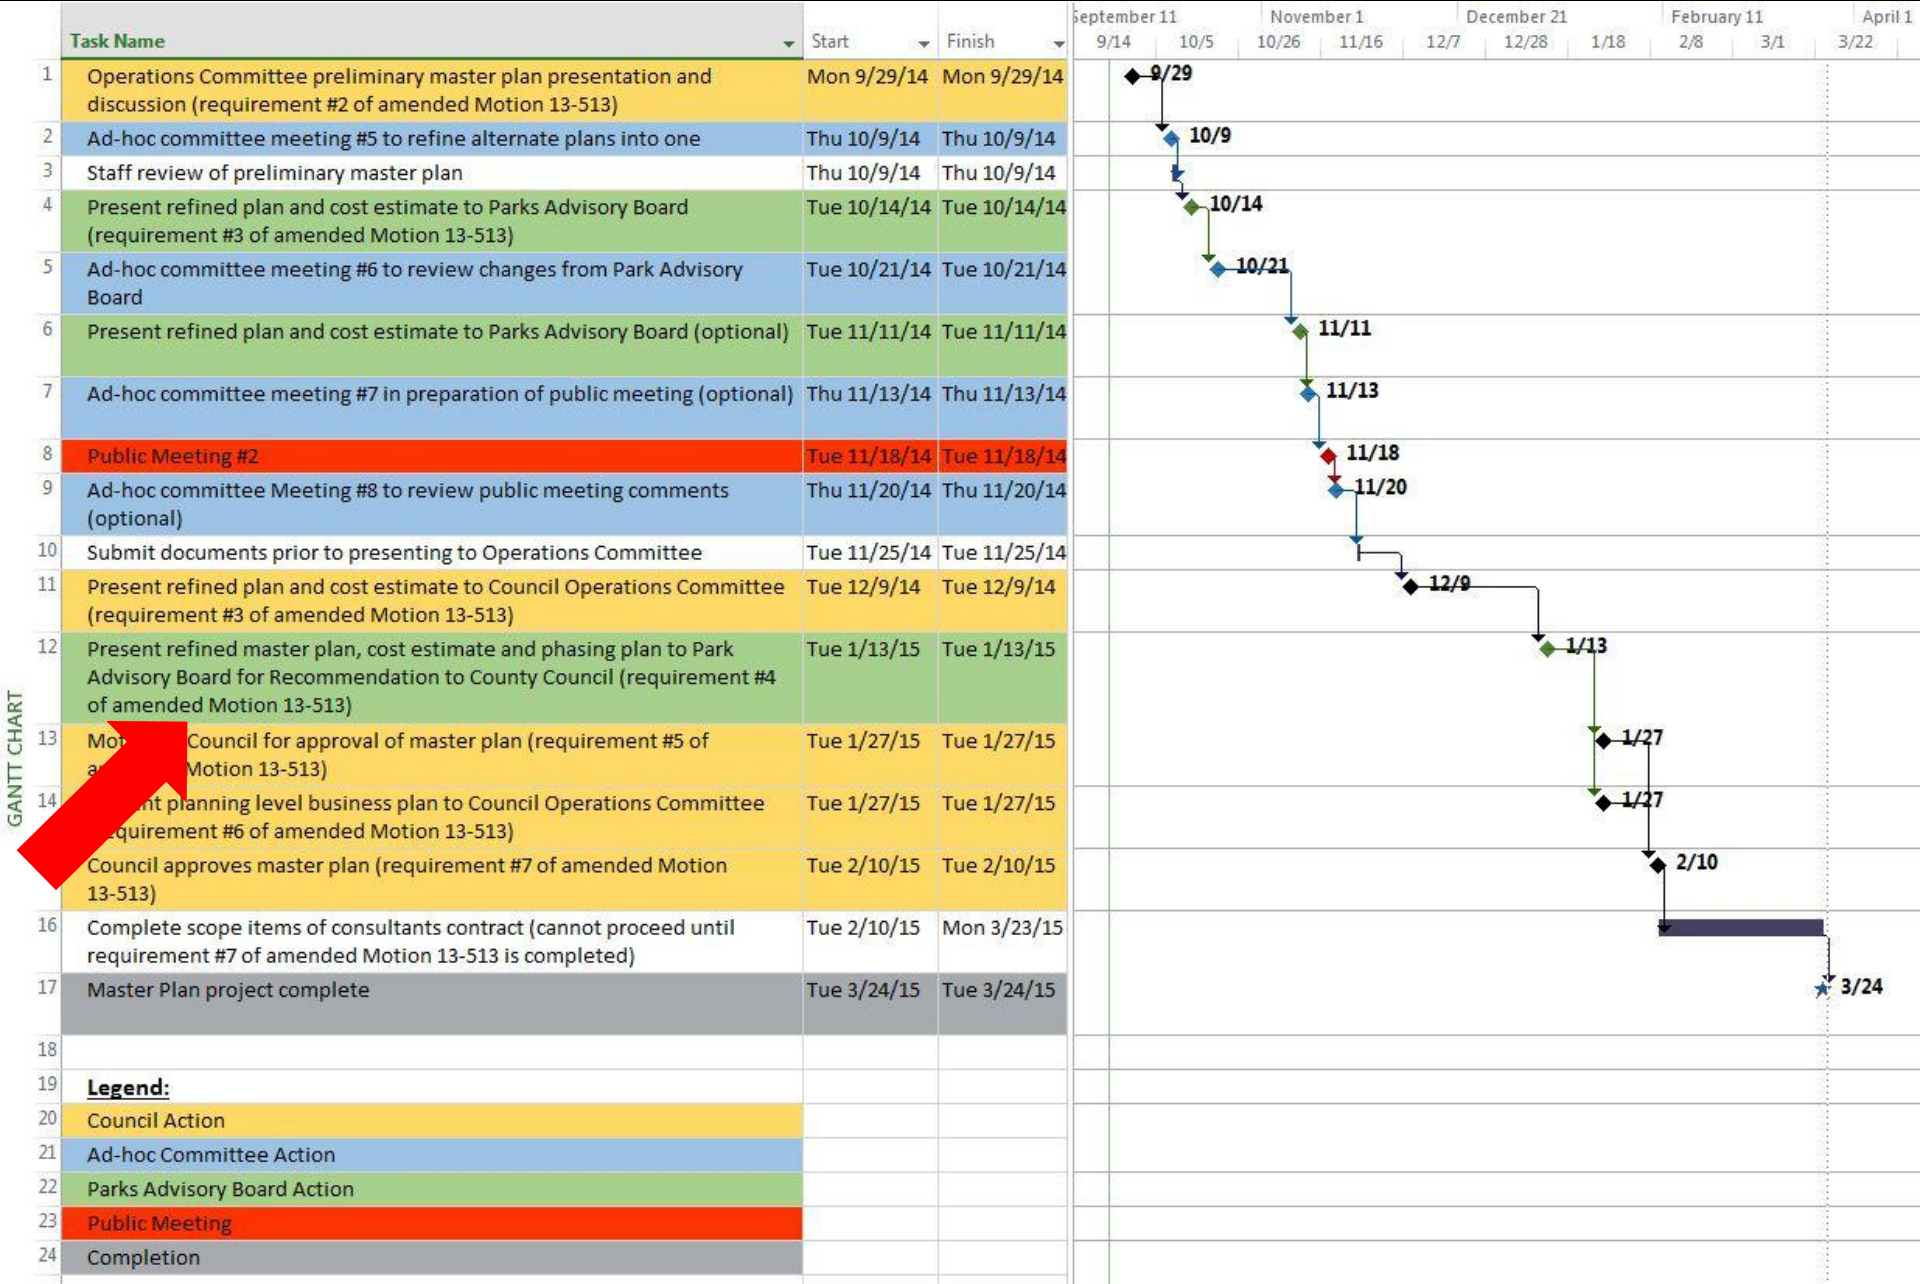 September 11 November 1 December 21 February 11 April 1
Task Name Start Finish 9/14 10/5 10/26 11/16 12/7 12/28 1/18 2/8 3/1 3/22
1 Operations Committee preliminary master plan presentation and Mon 9/29/14 Mon 9/29/14 9/29
discussion (requirement #2 of amended Motion 13-513)
2 Ad-hoc committee meeting #5 to refine alternate plans into one Thu 10/9/14 Thu 10/9/14 10/9
3 Staff review of preliminary master plan Thu 10/9/14 Thu 10/9/14
4 Present refined plan and cost estimate to Parks Advisory Board Tue 10/14/14 Tue 10/14/14 10/14
(requirement #3 of amended Motion 13-513)
5 Ad-hoc committee meeting #6 to review changes from Park Advisory Tue 10/21/14 Tue 10/21/14 10/21
Board
6 Present refined plan and cost estimate to Parks Advisory Board (optional) Tue 11/11/14 Tue 11/11/14 11/11
7 Ad-hoc committee meeting #7 in preparation of public meeting (optional) Thu 11/13/14 Thu 11/13/14 11/13
8 Public Meeting #2 Tue 11/18/14 Tue 11/18/14 11/18
9 Ad-hoc committee Meeting #8 to review public meeting comments Thu 11/20/14 Thu 11/20/14 11/20
(optional)
10 Submit documents prior to presenting to Operations Committee Tue 11/25/14 Tue 11/25/14
11 Present refined plan and cost estimate to Council Operations Committee Tue 12/9/14 Tue 12/9/14 12/9
(requirement #3 of amended Motion 13-513)
12 Present refined master plan, cost estimate and phasing plan to Park Tue 1/13/15 Tue 1/13/15 1/13
Advisory Board for Recommendation to County Council (requirement #4
of amended Motion 13-513)
13 Council for approval of master plan (requirement #5 of Tue 1/27/15 Tue 1/27/15 1/27
Motion 13-513)
14 planning level business plan to Council Operations Committee Tue 1/27/15 Tue 1/27/15 1/27
#6 of amended Motion 13-513)
Council approves master plan (requirement #7 of amended Motion Tue 2/10/15 Tue 2/10/15 2/10
13-513)
16 Complete scope items of consultants contract (cannot proceed until Tue 2/10/15 Mon 3/23/15
requirement #7 of amended Motion 13-513 is completed)
17 Master Plan project complete Tue 3/24/15 Tue 3/24/15 3/24
18
19 Legend:
20 Council Action
21 Ad-hoc Committee Action
22 Parks Advisory Board Action
23 Public Meeting
24 Completion
GANTT CHART